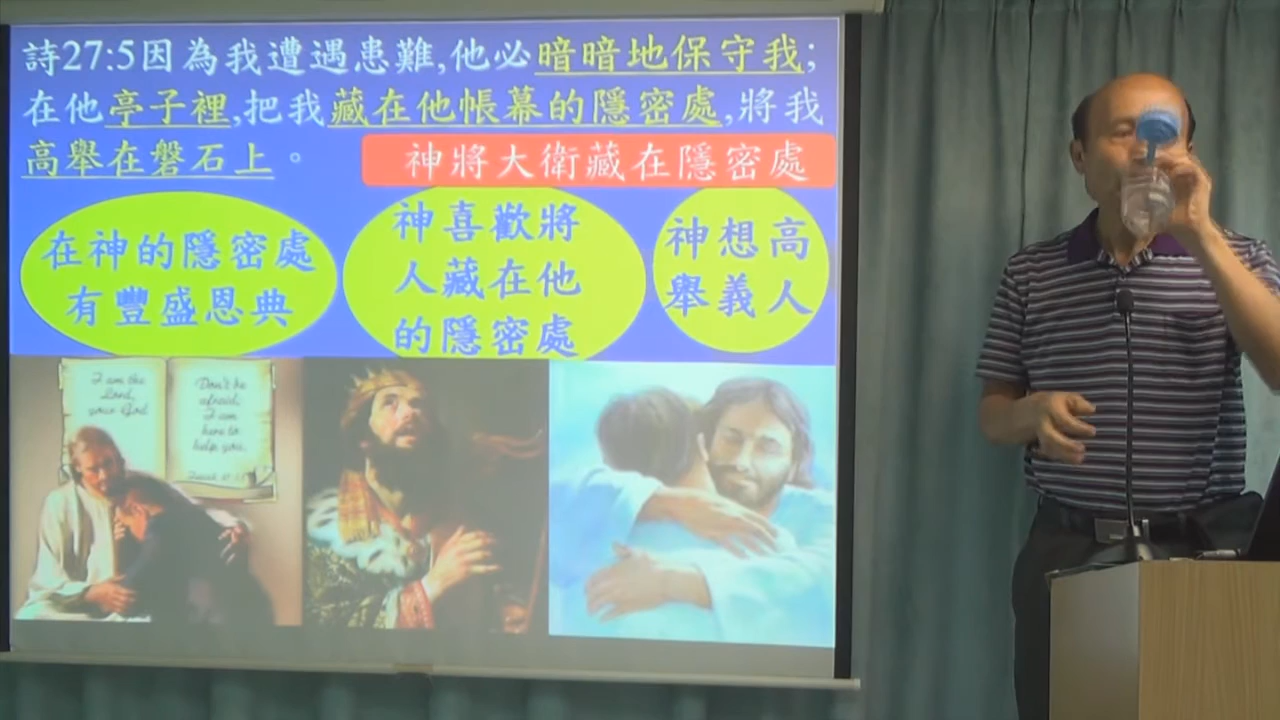 詩27:5因為我遭遇患難,他必暗暗地保守我;
在他亭子裡,把我藏在他帳幕的隱密處,將我
高舉在磐石上。
神將大衛藏在隱密處
在神的隱密處
有豐盛恩典
神喜歡將
人藏在他
的隱密處
神想高
舉義人
I am the
Lord,
your God
Don't be
afraid;
I am
here to
help you.